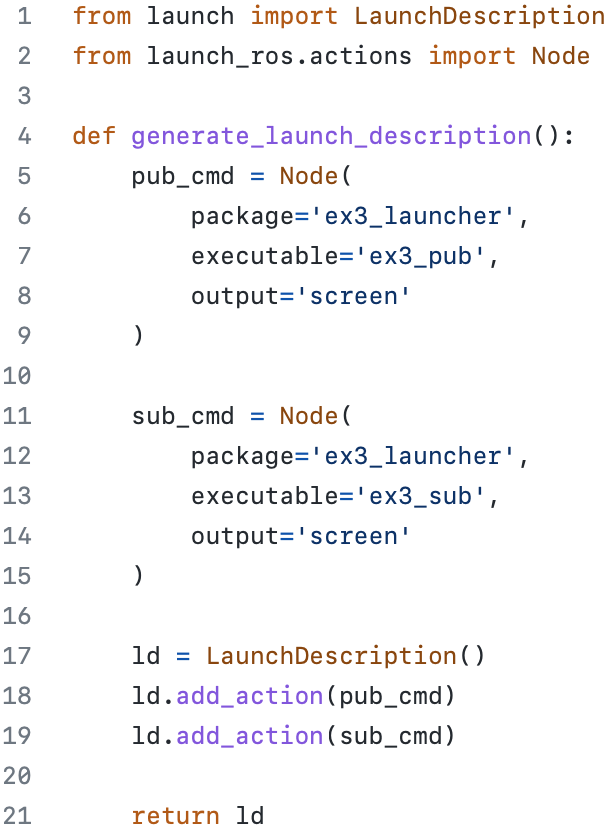 1 from launch import LaunchDescription
2 from launch_ros.actions import Node
3
4 def generate_launch_description():
5     pub_cmd = Node(
6         package='ex3_launcher',
7         executable='ex3_pub',
8         output='screen'
9     )
10
11     sub_cmd = Node(
12         package='ex3_launcher',
13         executable='ex3_sub',
14         output='screen'
15     )
16
17     ld = LaunchDescription()
18     ld.add_action(pub_cmd)
19     ld.add_action(sub_cmd)
20
21     return ld